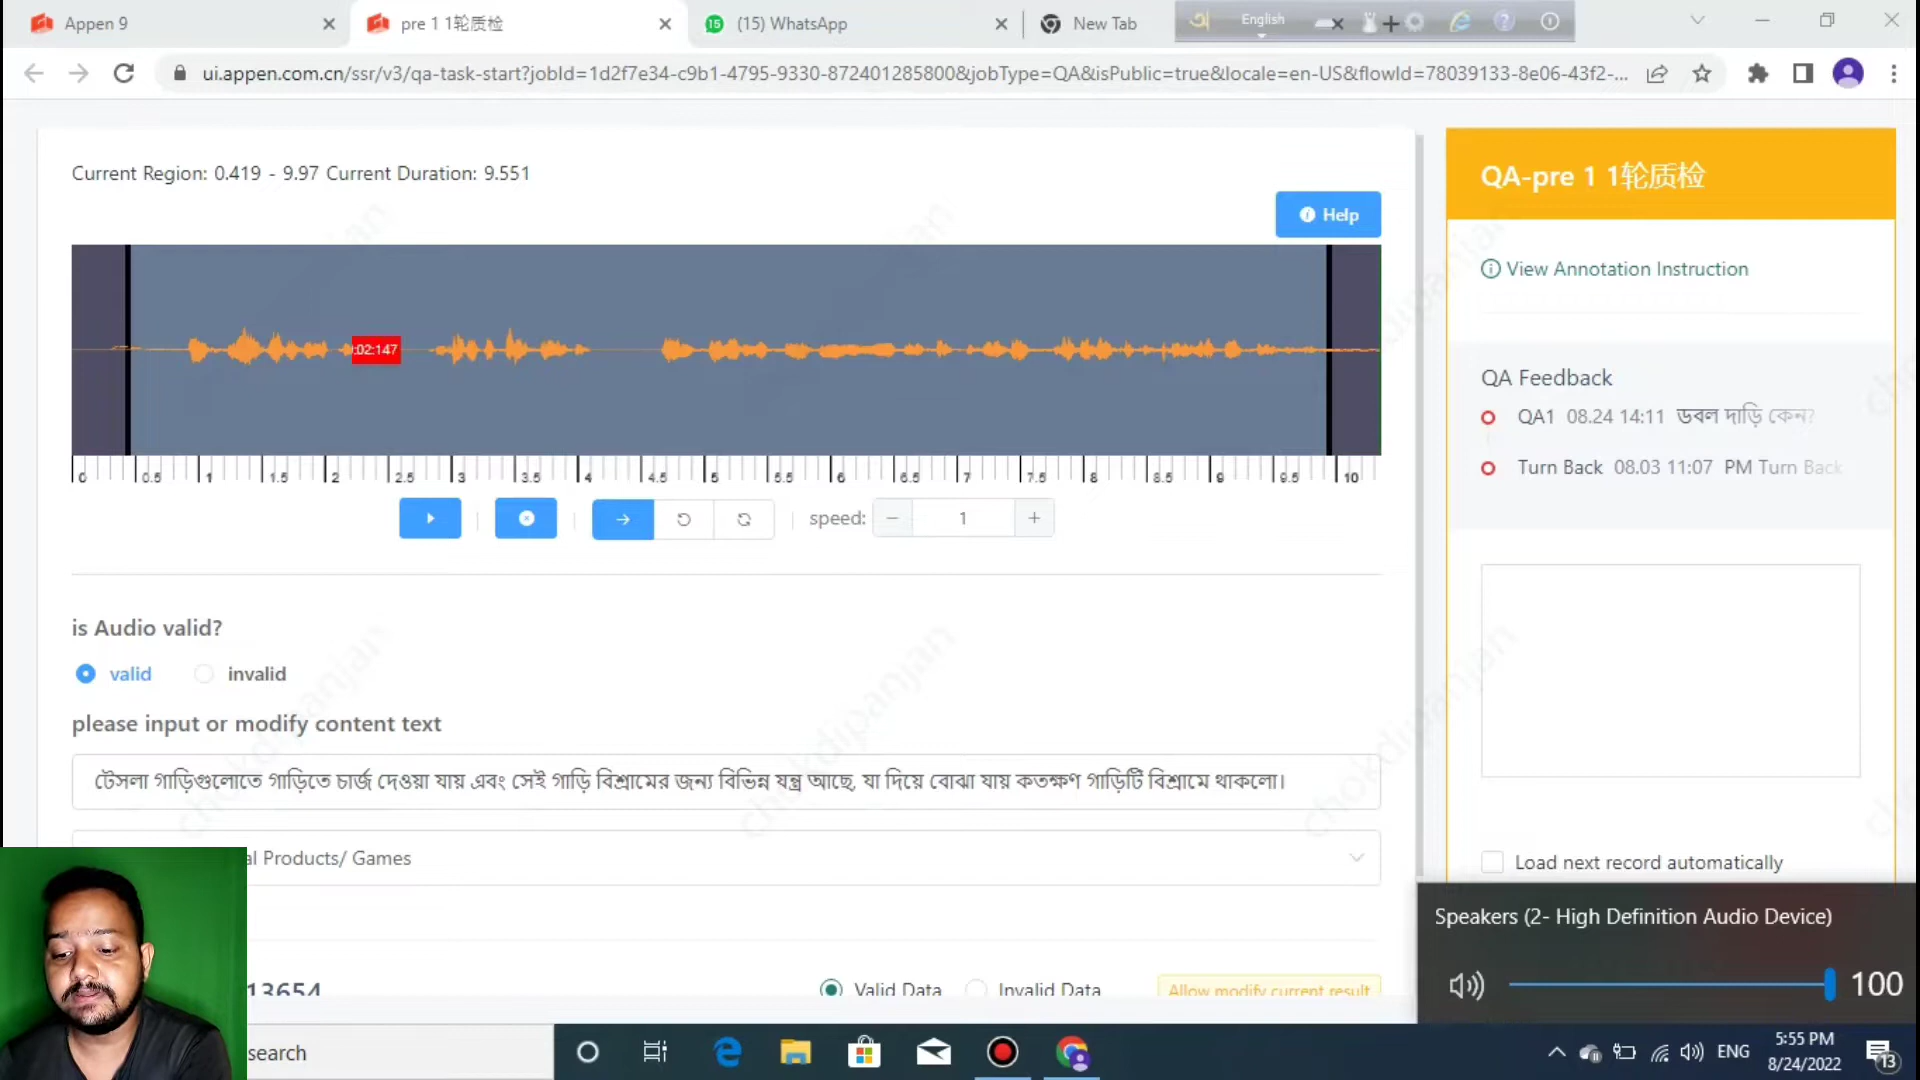 Appen 9
pre 1 1轮质检
(15) WhatsApp
New Tab
English
ui.appen.com.cn/ssr/v3/qa-task-start?jobId=1d2f7e34-c9b1-4795-9330-872401285800&jobType=QA&isPublic=true&locale=en-US&flowId=78039133-8e06-43f2-...
Current Region: 0.419 - 9.97 Current Duration: 9.551
Help
:02:147
0 0.5 1 1.5 2 2.5 3 3.5 4 4.5 5 5.5 6 6.5 7 7.5 8 8.5 9 9.5 10
speed: 1
is Audio valid?
valid invalid
please input or modify content text
টেসলা গাড়িগুলোতে গাড়িতে চার্জ দেওয়া যায় এবং সেই গাড়ি বিশ্রামের জন্য বিভিন্ন যন্ত্র আছে, যা দিয়ে বোঝা যায় কতক্ষণ গাড়িটি বিশ্রামে থাকলো।
al Products/ Games
13654
Valid Data Invalid Data Allow modify current result
QA-pre 1 1轮质检
View Annotation Instruction
QA Feedback
QA1 08.24 14:11 ডবল দাড়ি কেন?
Turn Back 08.03 11:07 PM Turn Back
Load next record automatically
Speakers (2- High Definition Audio Device)
100
search
ENG
5:55 PM
8/24/2022
13
chokdipanjan